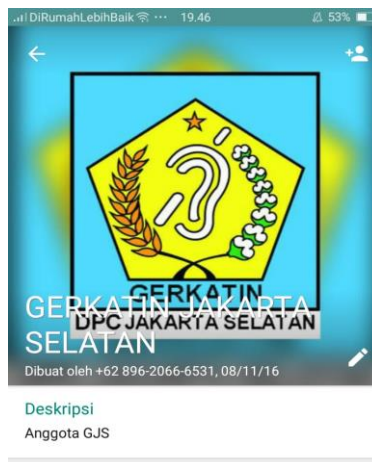 DiRumahLebihBaik ... 19.46 53%
GERKATIN
DPC JAKARTA SELATAN
GERKATIN JAKARTA
SELATAN
Dibuat oleh +62 896-2066-6531, 08/11/16
Deskripsi
Anggota GJS